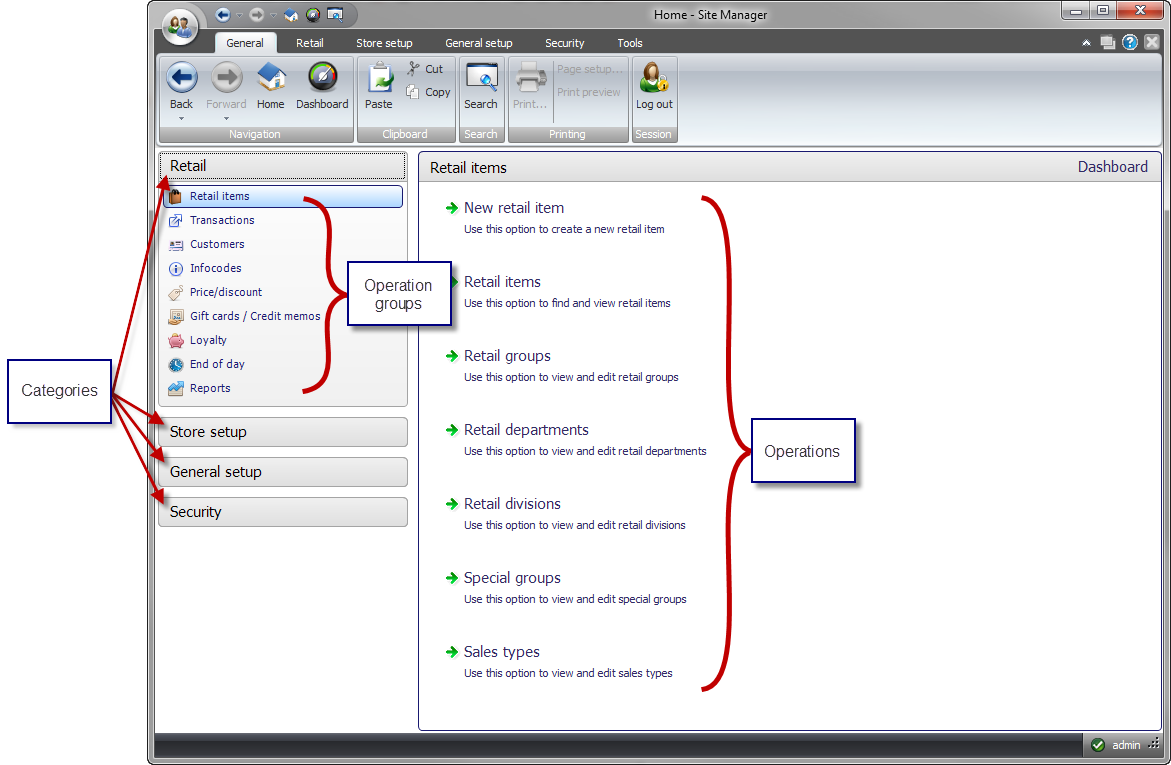 Home - Site Manager
General Retail Store setup General setup Security Tools
Back Forward Home Dashboard
Navigation
Paste Cut Copy
Clipboard
Search
Search
Print... Page setup... Print preview
Printing
Log out
Session
Retail
Retail items
Transactions
Customers
Infocodes
Price/discount
Gift cards / Credit memos
Loyalty
End of day
Reports
Store setup
General setup
Security
Categories
Operation
groups
Retail items Dashboard
New retail item
Use this option to create a new retail item
Retail items
Use this option to find and view retail items
Retail groups
Use this option to view and edit retail groups
Retail departments
Use this option to view and edit retail departments
Retail divisions
Use this option to view and edit retail divisions
Special groups
Use this option to view and edit special groups
Sales types
Use this option to view and edit sales types
Operations
admin